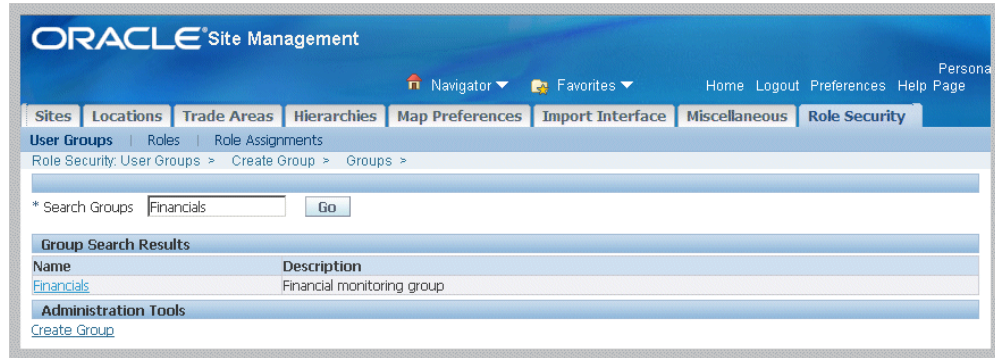 ORACLE® Site Management
Persona
Navigator Favorites Home Logout Preferences Help Page
Sites Locations Trade Areas Hierarchies Map Preferences Import Interface Miscellaneous Role Security
User Groups | Roles | Role Assignments
Role Security: User Groups > Create Group > Groups >
* Search Groups Financials Go
Group Search Results
Name Description
Financials Financial monitoring group
Administration Tools
Create Group